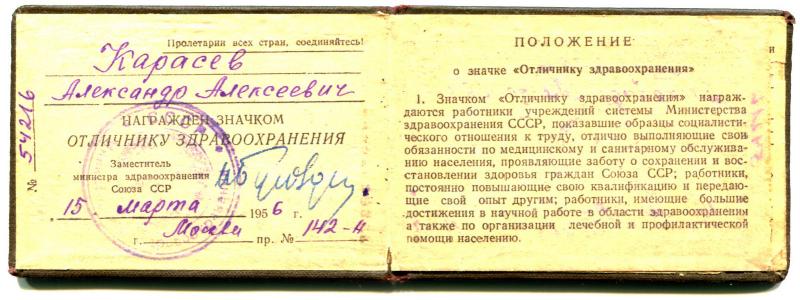 Пролетарии всех стран, соединяйтесь!
Карасев
Александр Алексеевич
НАГРАЖДЕН ЗНАЧКОМ
ОТЛИЧНИКУ ЗДРАВООХРАНЕНИЯ
Заместитель
министра здравоохранения
Союза ССР
15 марта 1956 г.
г. Москва пр. № 142-н
№ 54216
ПОЛОЖЕНИЕ
о значке «Отличнику здравоохранения»
1. Значком «Отличнику здравоохранения» награж-
даются работники учреждений системы Министерства
здравоохранения СССР, показавшие образцы социалисти-
ческого отношения к труду, отлично выполняющие свои
обязанности по медицинскому и санитарному обслужива-
нию населения, проявляющие заботу о сохранении и вос-
становлении здоровья граждан Союза ССР; работники,
постоянно повышающие свою квалификацию и передаю-
щие свой опыт другим; работники, имеющие большие
достижения в научной работе в области здравоохранения
а также по организации лечебной и профилактической
помощи населению.